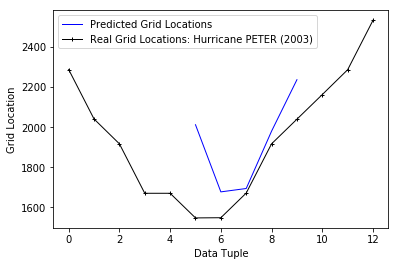 Predicted Grid Locations
Real Grid Locations: Hurricane PETER (2003)
Grid Location
2400
2200
2000
1800
1600
0 2 4 6 8 10 12
Data Tuple